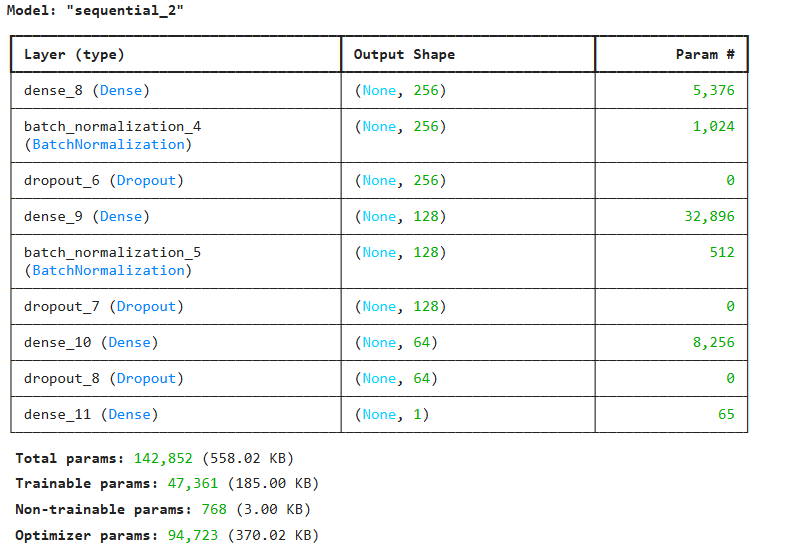 Model: "sequential_2"
Layer (type) Output Shape Param #
dense_8 (Dense) (None, 256) 5,376
batch_normalization_4 (None, 256) 1,024
(BatchNormalization)
dropout_6 (Dropout) (None, 256) 0
dense_9 (Dense) (None, 128) 32,896
batch_normalization_5 (None, 128) 512
(BatchNormalization)
dropout_7 (Dropout) (None, 128) 0
dense_10 (Dense) (None, 64) 8,256
dropout_8 (Dropout) (None, 64) 0
dense_11 (Dense) (None, 1) 65
Total params: 142,852 (558.02 KB)
Trainable params: 47,361 (185.00 KB)
Non-trainable params: 768 (3.00 KB)
Optimizer params: 94,723 (370.02 KB)